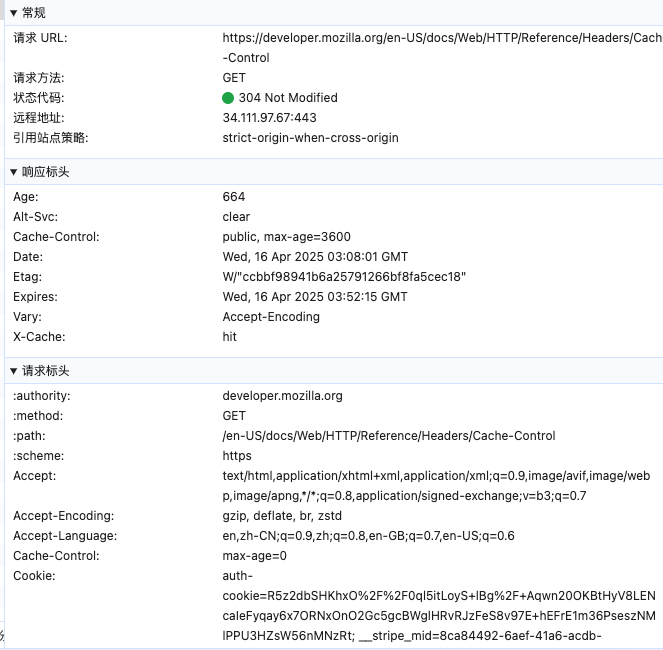 ▼ 常规
请求 URL: https://developer.mozilla.org/en-US/docs/Web/HTTP/Reference/Headers/Cach
-Control
请求方法: GET
状态代码: 304 Not Modified
远程地址: 34.111.97.67:443
引用站点策略: strict-origin-when-cross-origin
▼ 响应标头
Age: 664
Alt-Svc: clear
Cache-Control: public, max-age=3600
Date: Wed, 16 Apr 2025 03:08:01 GMT
Etag: W/"ccbbf98941b6a25791266bf8fa5cec18"
Expires: Wed, 16 Apr 2025 03:52:15 GMT
Vary: Accept-Encoding
X-Cache: hit
▼ 请求标头
:authority: developer.mozilla.org
:method: GET
:path: /en-US/docs/Web/HTTP/Reference/Headers/Cache-Control
:scheme: https
Accept: text/html,application/xhtml+xml,application/xml;q=0.9,image/avif,image/web
p,image/apng,*/*;q=0.8,application/signed-exchange;v=b3;q=0.7
Accept-Encoding: gzip, deflate, br, zstd
Accept-Language: en,zh-CN;q=0.9,zh;q=0.8,en-GB;q=0.7,en-US;q=0.6
Cache-Control: max-age=0
Cookie: auth-
cookie=R5z2dbSHKhxO%2F%2F0ql5itLoyS+IBg%2F+Aqwn20OKBtHyV8LEN
caleFyqay6x7ORNxOnO2Gc5gcBWglHRvRJzFeS8v97E+hEFrE1m36PseszNM
lPPU3HZsW56nMNzRt; __stripe_mid=8ca84492-6aef-41a6-acdb-